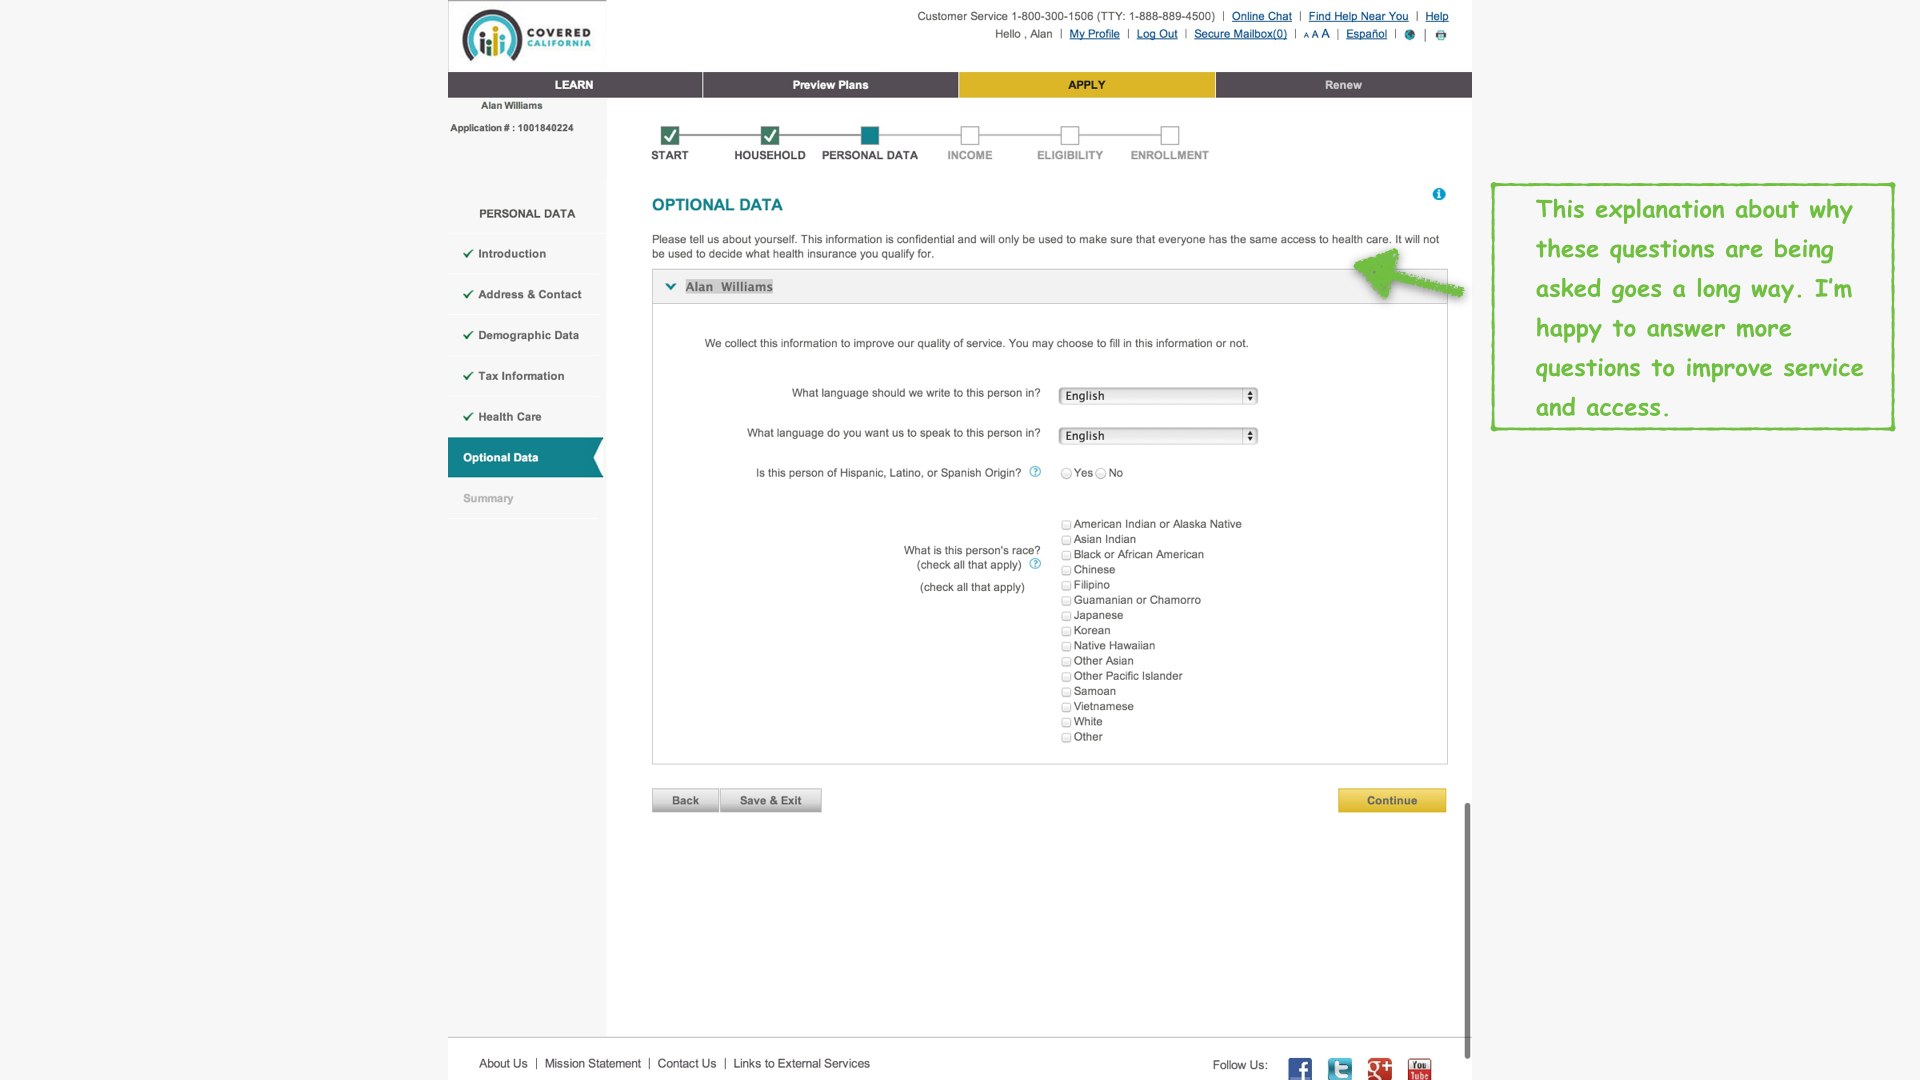 COVERED
CALIFORNIA
Customer Service 1-800-300-1506 (TTY: 1-888-889-4500) | Online Chat | Find Help Near You | Help
Hello , Alan | My Profile | Log Out | Secure Mailbox(0) | A A A | Español | |
LEARN
Preview Plans
APPLY
Renew
Alan Williams
Application # : 1001840224
START
HOUSEHOLD
PERSONAL DATA
INCOME
ELIGIBILITY
ENROLLMENT
PERSONAL DATA
Introduction
Address & Contact
Demographic Data
Tax Information
Health Care
Optional Data
Summary
OPTIONAL DATA
Please tell us about yourself. This information is confidential and will only be used to make sure that everyone has the same access to health care. It will not
be used to decide what health insurance you qualify for.
Alan Williams
We collect this information to improve our quality of service. You may choose to fill in this information or not.
What language should we write to this person in? English
What language do you want us to speak to this person in? English
Is this person of Hispanic, Latino, or Spanish Origin? ? Yes No
What is this person's race?
(check all that apply) ?
(check all that apply)
American Indian or Alaska Native
Asian Indian
Black or African American
Chinese
Filipino
Guamanian or Chamorro
Japanese
Korean
Native Hawaiian
Other Asian
Other Pacific Islander
Samoan
Vietnamese
White
Other
Back
Save & Exit
Continue
This explanation about why
these questions are being
asked goes a long way. I'm
happy to answer more
questions to improve service
and access.
About Us | Mission Statement | Contact Us | Links to External Services
Follow Us:
f
t
g+
You
Tube